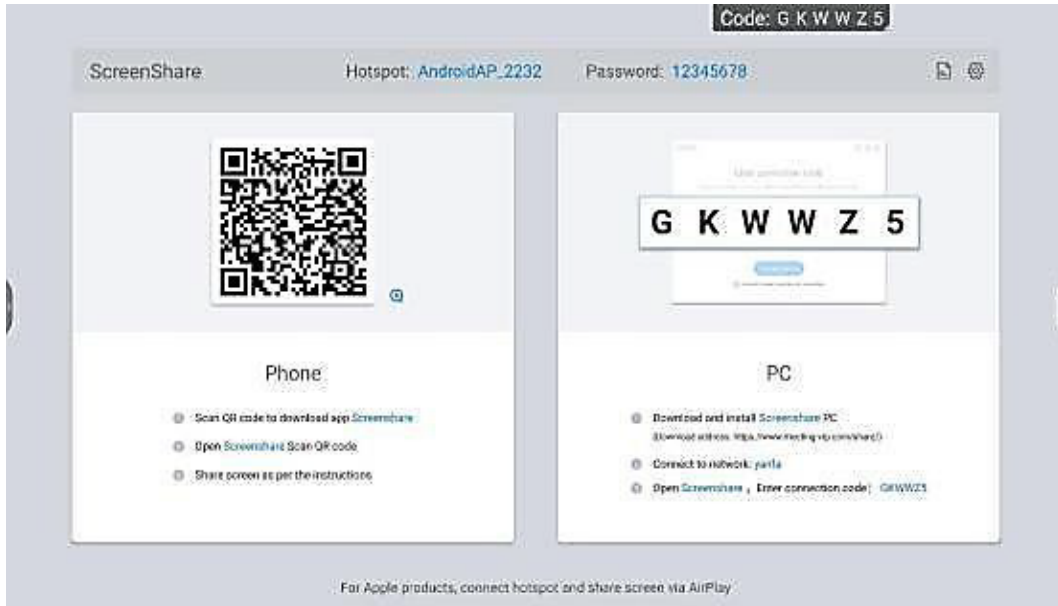 Code: G K W W Z 5
ScreenShare Hotspot: AndroidAP_2232 Password: 12345678
G K W W Z 5
Phone
Scan QR code to download app Screenshare
Open Screenshare Scan QR code
Share screen as per the instructions
PC
Download and install Screenshare PC
Connect to network: yanfa
Open Screenshare , Enter connection code: GKWWZ5
For Apple products, connect hotspot and share screen via AirPlay